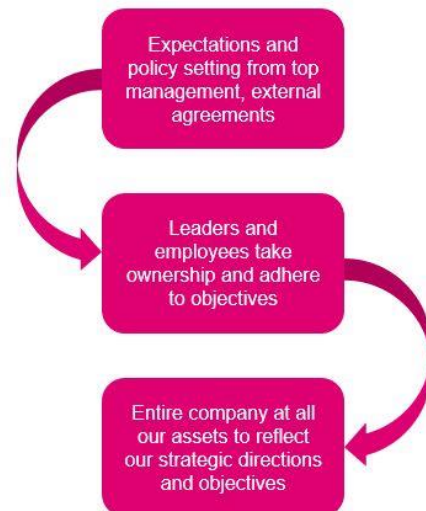 Expectations and
policy setting from top
management, external
agreements
Leaders and
employees take
ownership and adhere
to objectives
Entire company at all
our assets to reflect
our strategic directions
and objectives